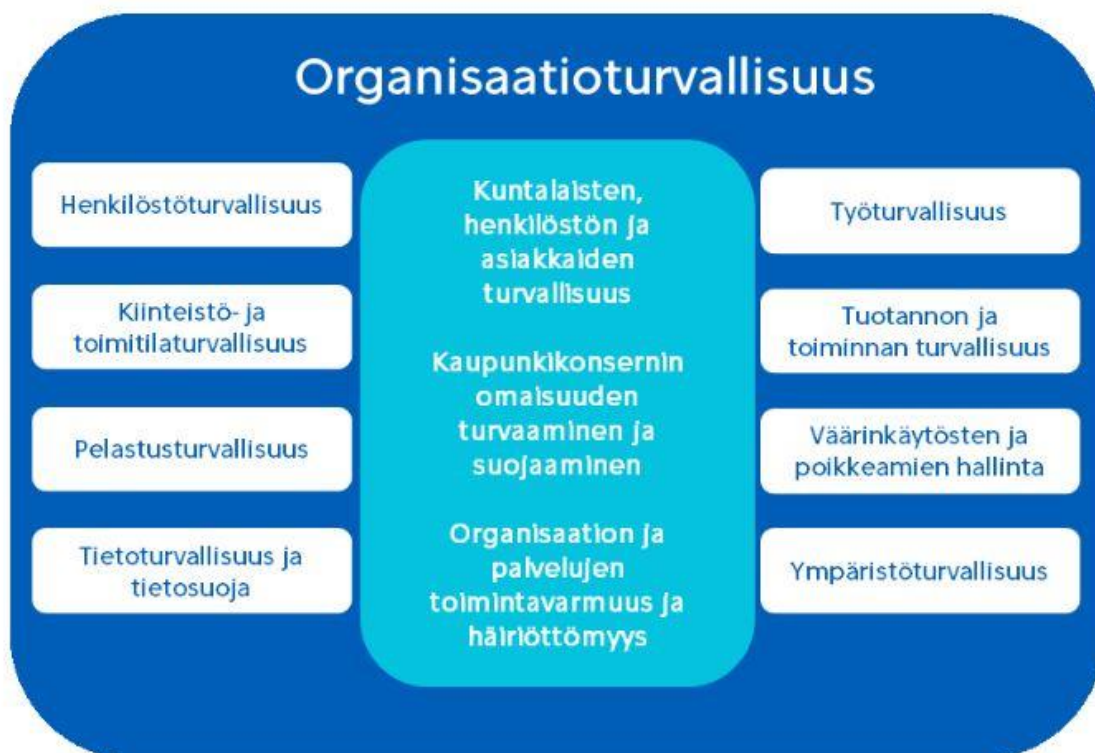 Organisaatioturvallisuus
Henkilöstöturvallisuus
Kiinteistö- ja
toimitilaturvallisuus
Pelastusturvallisuus
Tietoturvallisuus ja
tietosuoja
Kuntalaisten,
henkilöstön ja
asiakkaiden
turvallisuus
Kaupunkikonsernin
omaisuuden
turvaaminen ja
suojaaminen
Organisaation ja
palvelujen
toimintavarmuus ja
häiriöttömyys
Työturvallisuus
Tuotannon ja
toiminnan turvallisuus
Väärinkäytösten ja
poikkeamien hallinta
Ympäristöturvallisuus